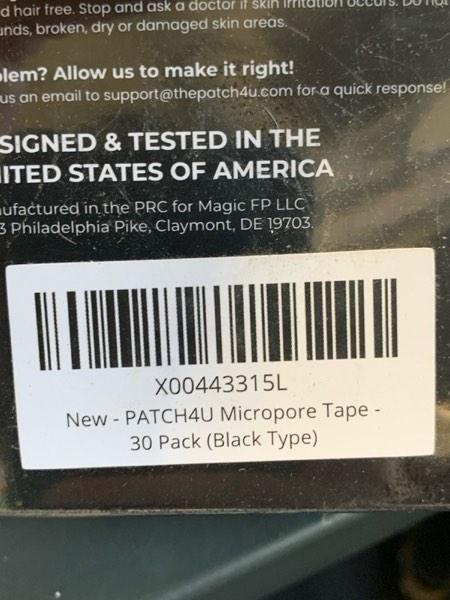 d hair free. Stop and ask a doctor if skin irritation occurs. Do not
nds, broken, dry or damaged skin areas.
lem? Allow us to make it right!
us an email to support@thepatch4u.com for a quick response!
SIGNED & TESTED IN THE
ITED STATES OF AMERICA
ufactured in the PRC for Magic FP LLC
3 Philadelphia Pike, Claymont, DE 19703.
X00443315L
New - PATCH4U Micropore Tape -
30 Pack (Black Type)